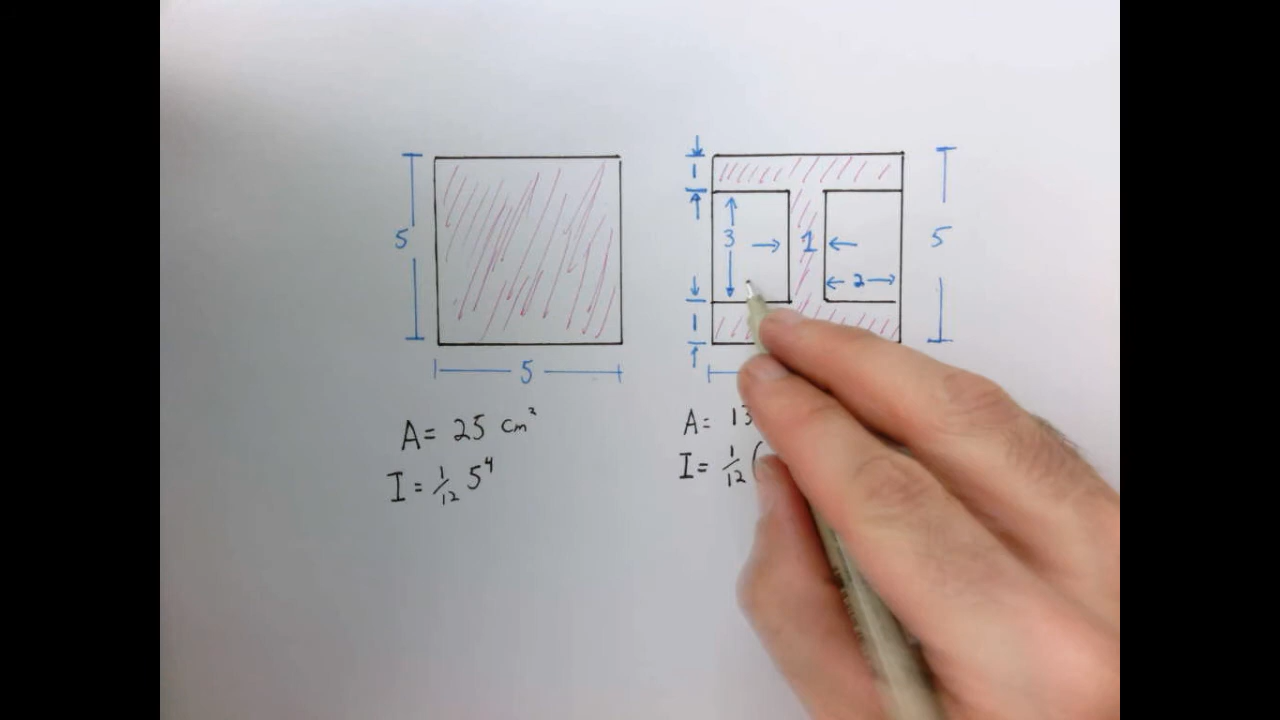 5
5
A = 25 cm²
I = 1/12 5⁴
1
3
1
2
1
5
A = 13
I = 1/12 (